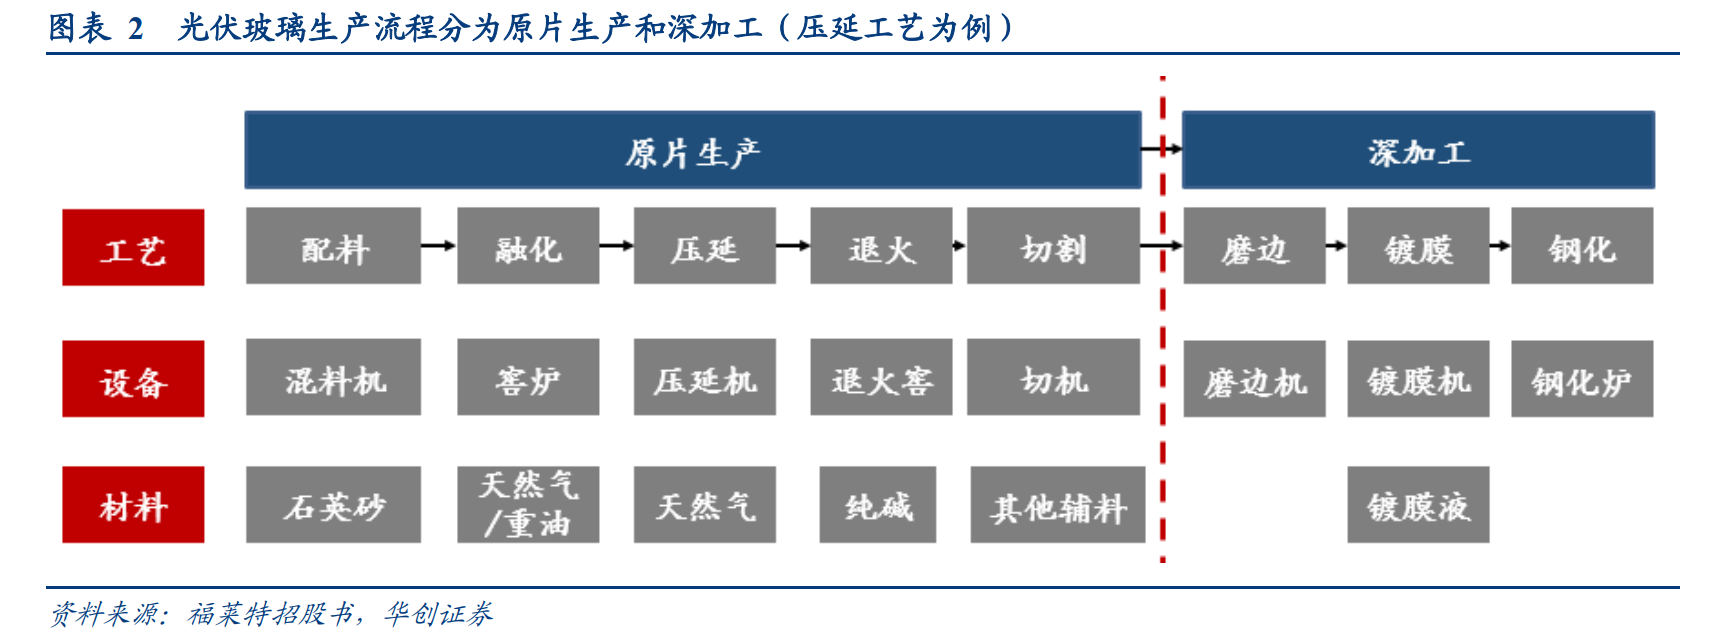 图表 2 光伏玻璃生产流程分为原片生产和深加工（压延工艺为例）
原片生产 深加工
工艺 配料 融化 压延 退火 切割 磨边 镀膜 钢化
设备 混料机 窑炉 压延机 退火窑 切机 磨边机 镀膜机 钢化炉
材料 石英砂 天然气/重油 天然气 纯碱 其他辅料 镀膜液
资料来源：福莱特招股书，华创证券